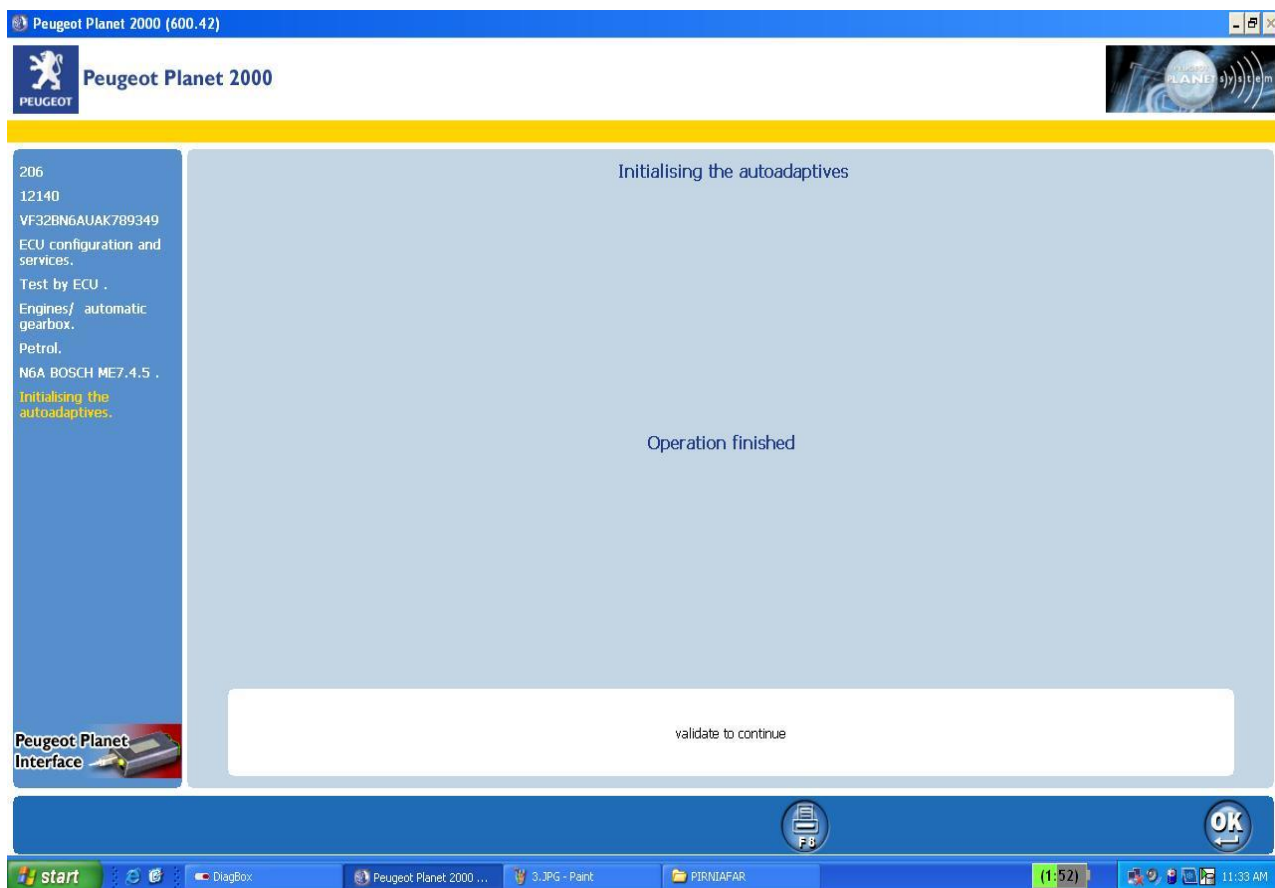 Peugeot Planet 2000 (600.42)
PEUGEOT
Peugeot Planet 2000
PLANET system
206
12140
VF32BN6AUAK789349
ECU configuration and
services.
Test by ECU .
Engines/ automatic
gearbox.
Petrol.
N6A BOSCH ME7.4.5 .
Initialising the
autoadaptives.
Peugeot Planet
Interface
Initialising the autoadaptives
Operation finished
validate to continue
F8
OK
start
DiagBox
Peugeot Planet 2000 ...
3.JPG - Paint
PIRNIAFAR
(1:52)
11:33 AM